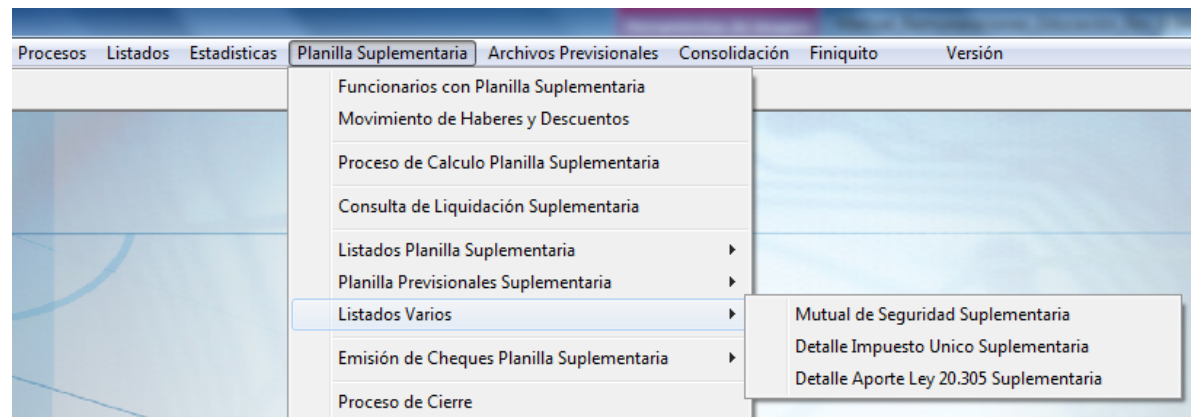 Procesos Listados Estadisticas Planilla Suplementaria Archivos Previsionales Consolidación Finiquito Versión
Funcionarios con Planilla Suplementaria
Movimiento de Haberes y Descuentos
Proceso de Calculo Planilla Suplementaria
Consulta de Liquidación Suplementaria
Listados Planilla Suplementaria
Planilla Previsionales Suplementaria
Listados Varios
Mutual de Seguridad Suplementaria
Detalle Impuesto Unico Suplementaria
Detalle Aporte Ley 20.305 Suplementaria
Emisión de Cheques Planilla Suplementaria
Proceso de Cierre